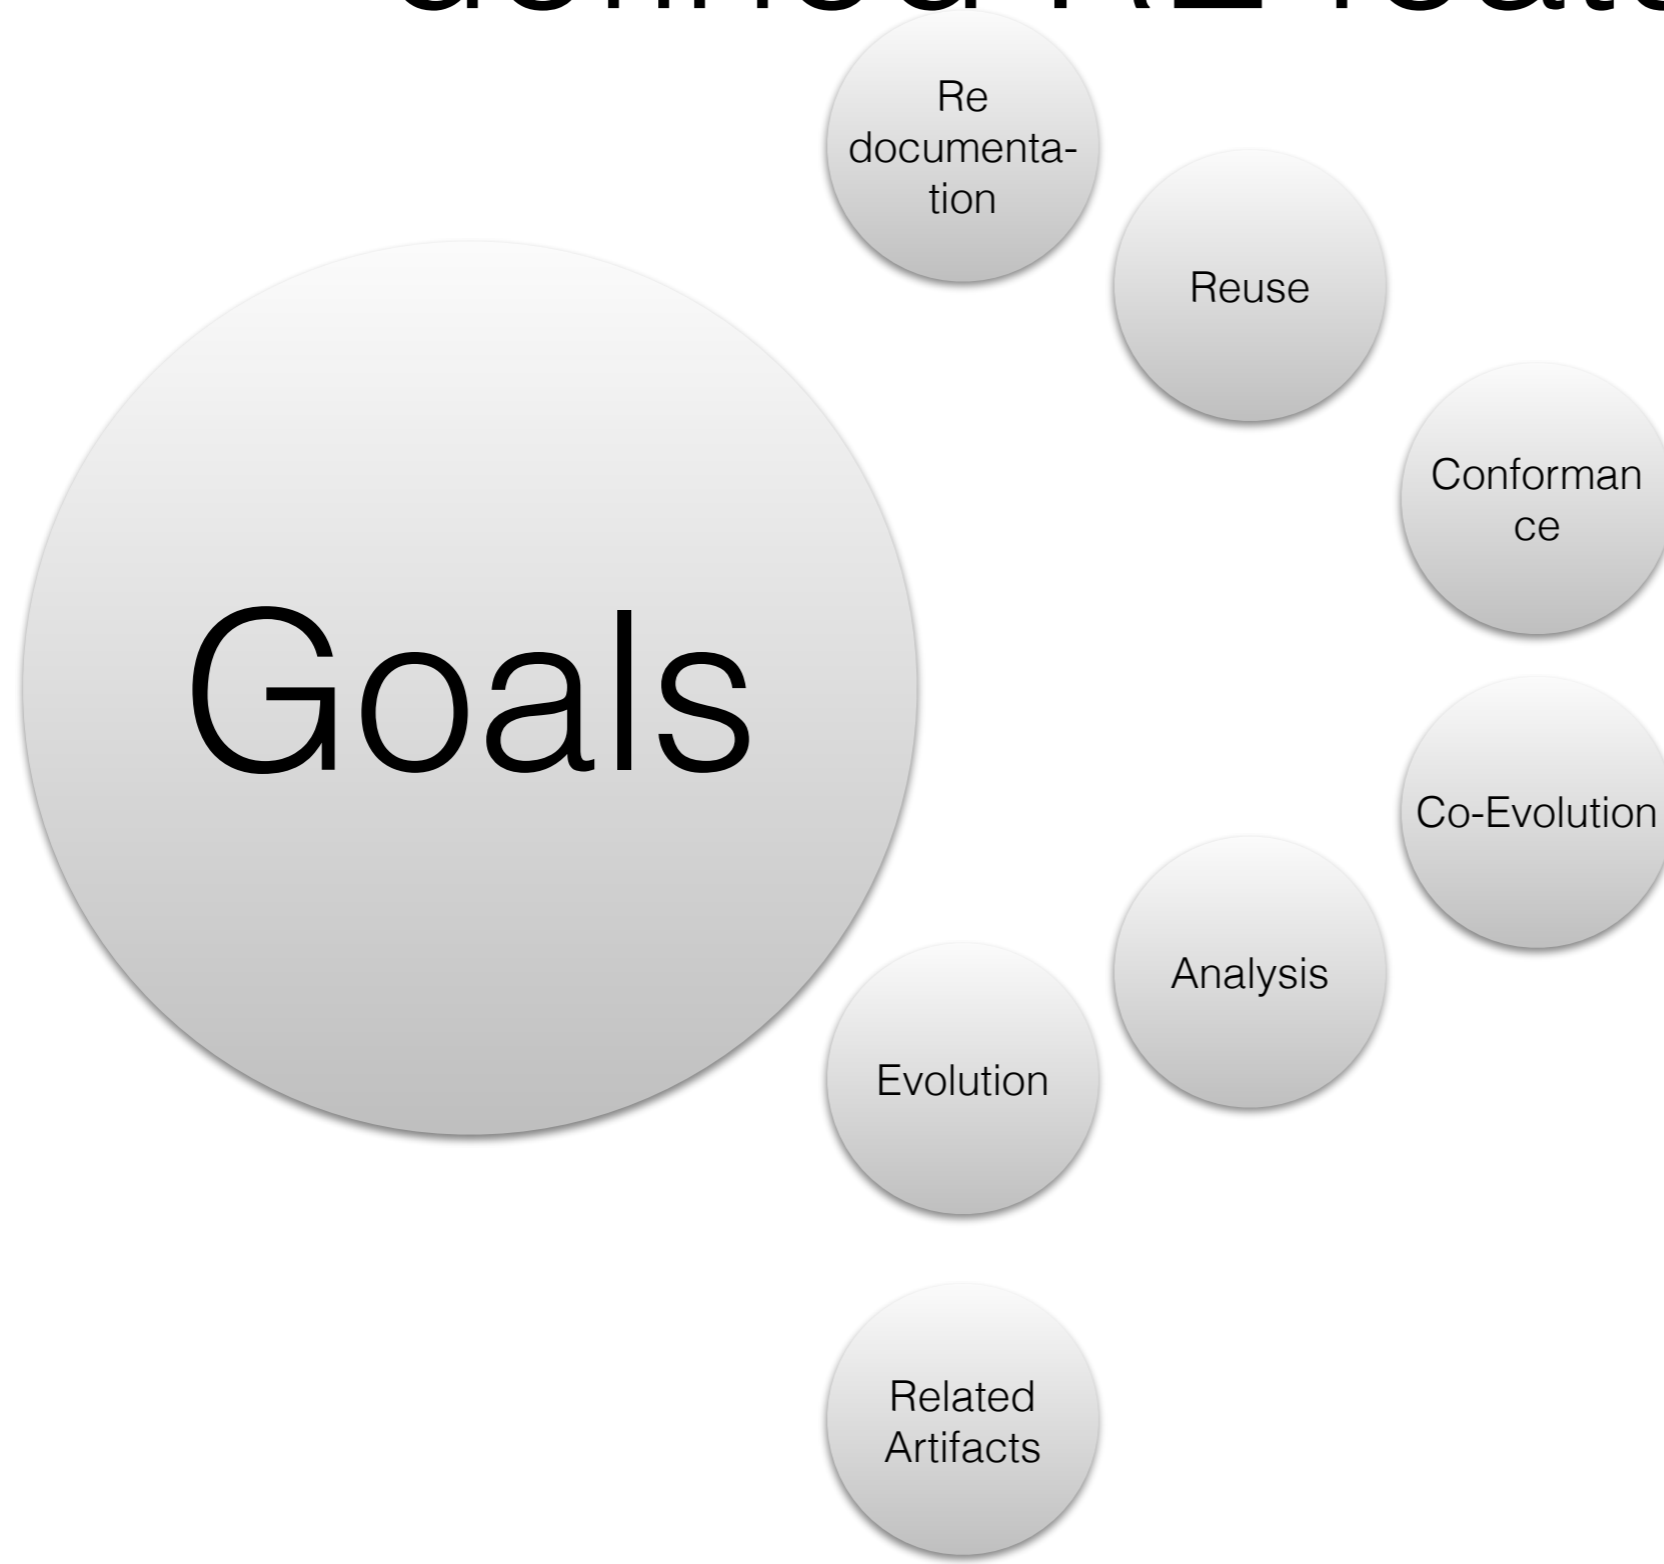 Re
documenta-
tion
Reuse
Conforman
ce
Goals
Co-Evolution
Analysis
Evolution
Related
Artifacts